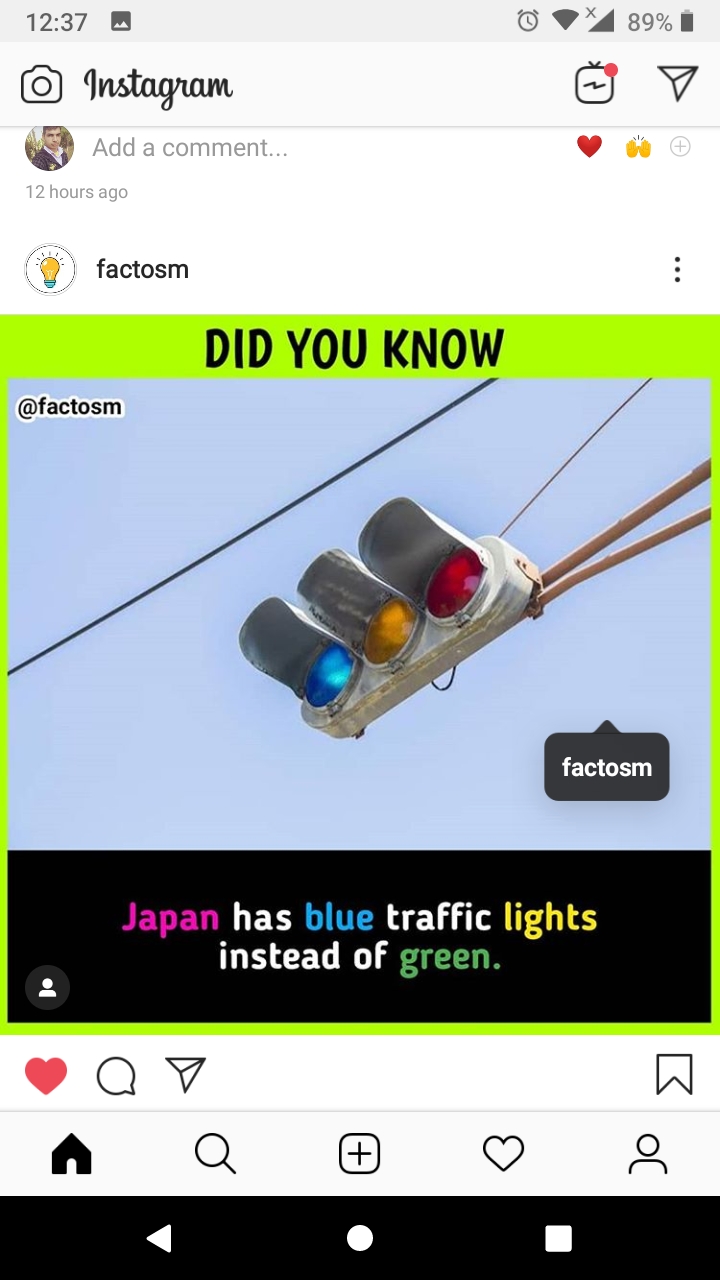 12:37
89%
Instagram
Add a comment...
12 hours ago
factosm
DID YOU KNOW
@factosm
factosm
Japan has blue traffic lights
instead of green.